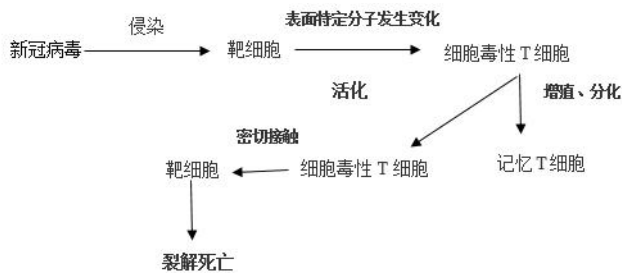 侵染
表面特定分子发生变化
新冠病毒
靶细胞
细胞毒性T细胞
活化
增殖、分化
密切接触
靶细胞
细胞毒性T细胞
记忆T细胞
裂解死亡